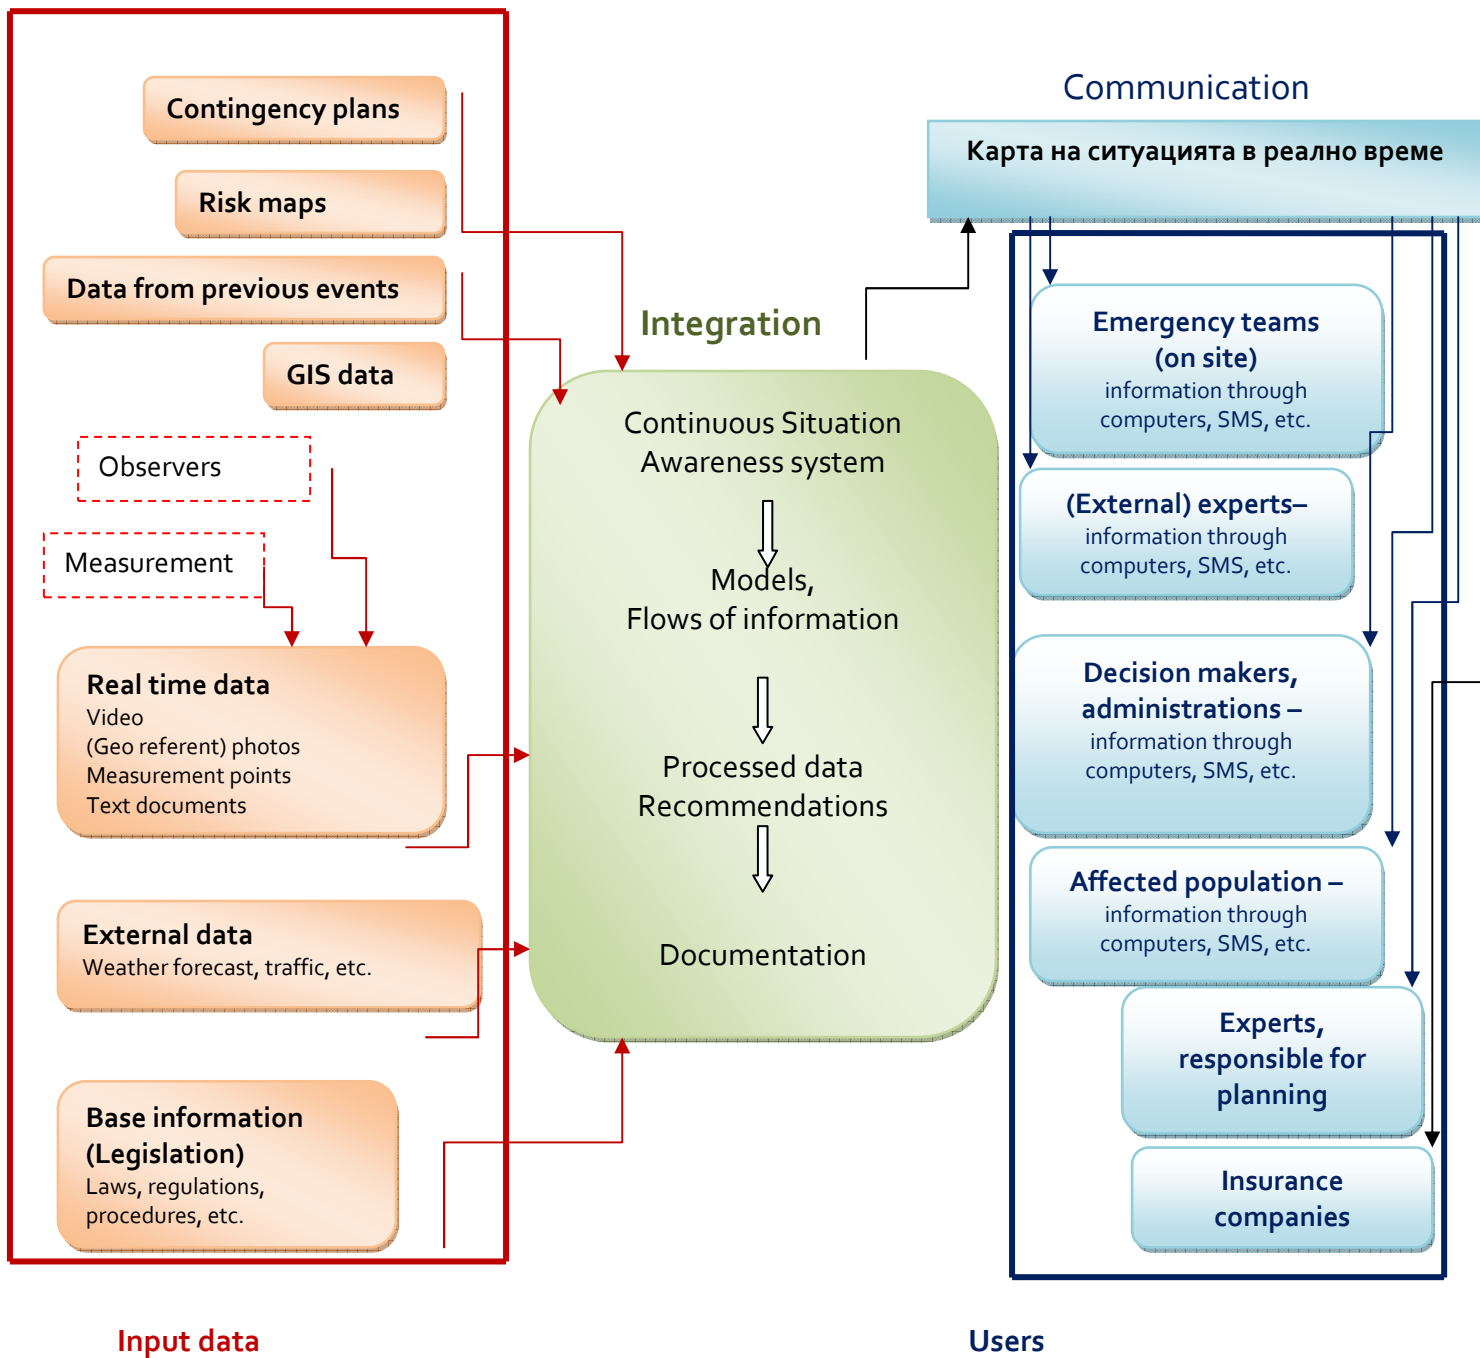 Contingency plans
Risk maps
Data from previous events
GIS data
Observers
Measurement
Real time data
Video
(Geo referent) photos
Measurement points
Text documents
External data
Weather forecast, traffic, etc.
Base information
(Legislation)
Laws, regulations,
procedures, etc.
Input data
Integration
Continuous Situation
Awareness system
Models,
Flows of information
Processed data
Recommendations
Documentation
Communication
Карта на ситуацията в реално време
Emergency teams
(on site)
information through
computers, SMS, etc.
(External) experts–
information through
computers, SMS, etc.
Decision makers,
administrations –
information through
computers, SMS, etc.
Affected population –
information through
computers, SMS, etc.
Experts,
responsible for
planning
Insurance
companies
Users